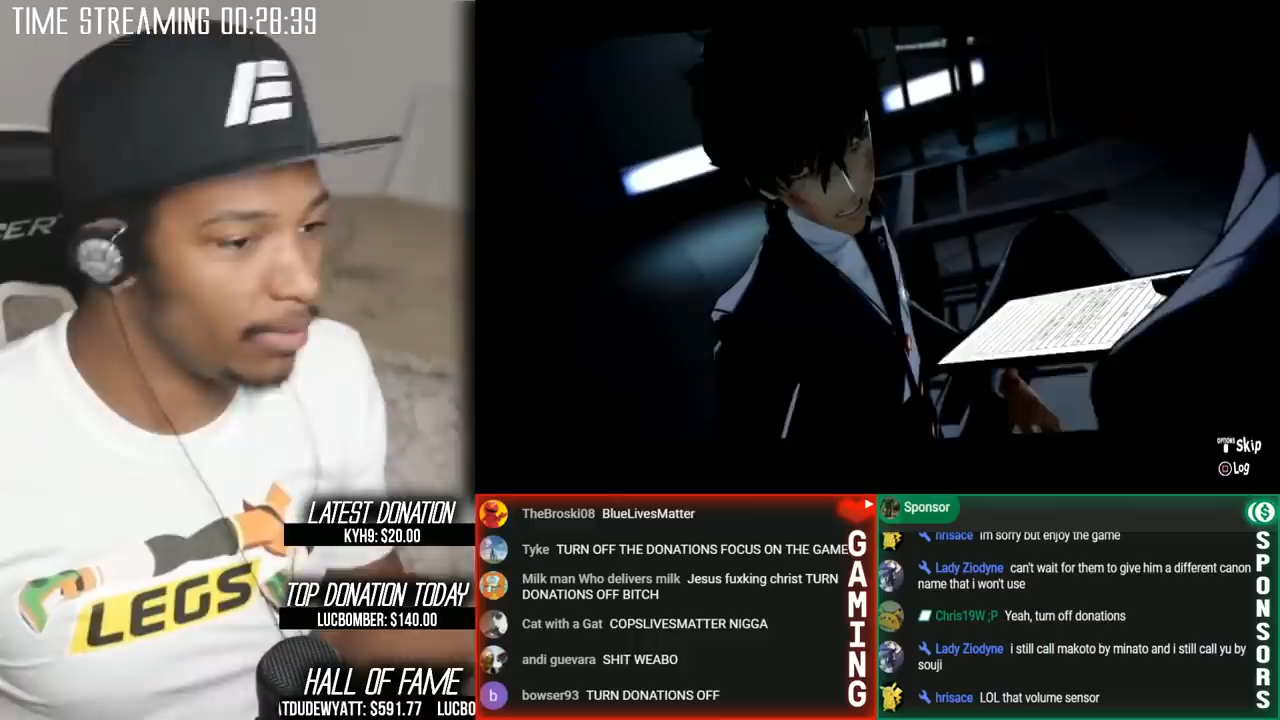 TIME STREAMING 00:28:39
LEGS
LATEST DONATION
KYH9: $20.00
TOP DONATION TODAY
LUCBOMBER: $140.00
HALL OF FAME
TDUDEWYATT: $591.77 LUCBO
OPTIONS Skip
Log
TheBroski08 BlueLivesMatter
Tyke TURN OFF THE DONATIONS FOCUS ON THE GAME
Milk man Who delivers milk Jesus fuxking christ TURN
DONATIONS OFF BITCH
Cat with a Gat COPSLIVESMATTER NIGGA
andi guevara SHIT WEABO
b bowser93 TURN DONATIONS OFF
GAMING
Sponsor
hrisace im sorry but enjoy the game
Lady Ziodyne can't wait for them to give him a different canon
name that i won't use
Chris19W ;P Yeah, turn off donations
Lady Ziodyne i still call makoto by minato and i still call yu by
souji
hrisace LOL that volume sensor
SPONSORS